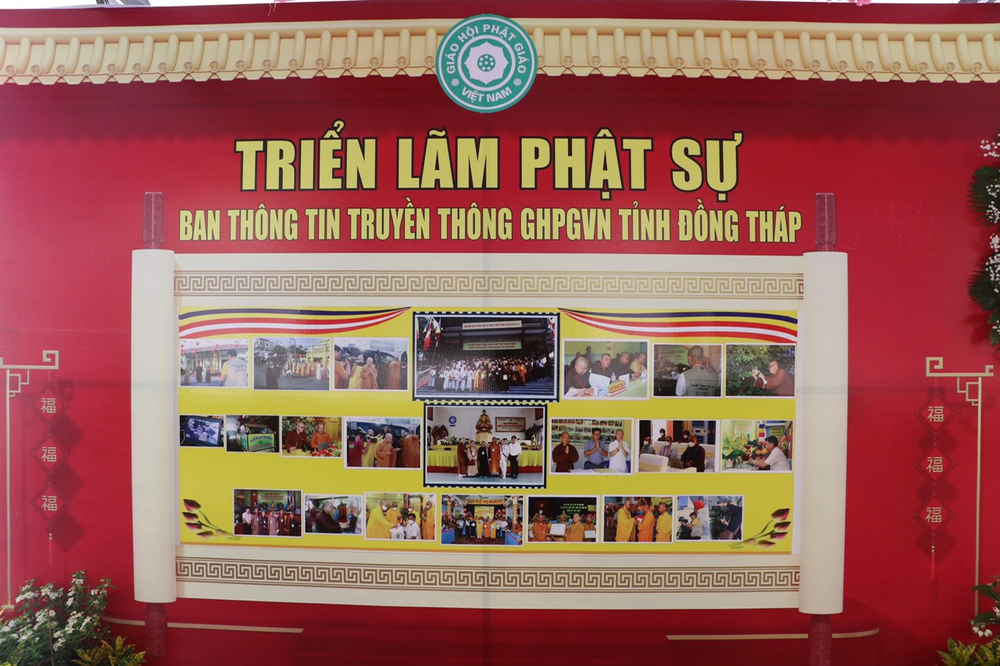 GIÁO HỘI PHẬT GIÁO
VIỆT NAM
TRIỂN LÃM PHẬT SỰ
BAN THÔNG TIN TRUYỀN THÔNG GHPGVN TỈNH ĐỒNG THÁP
福 福
福 福
福 福